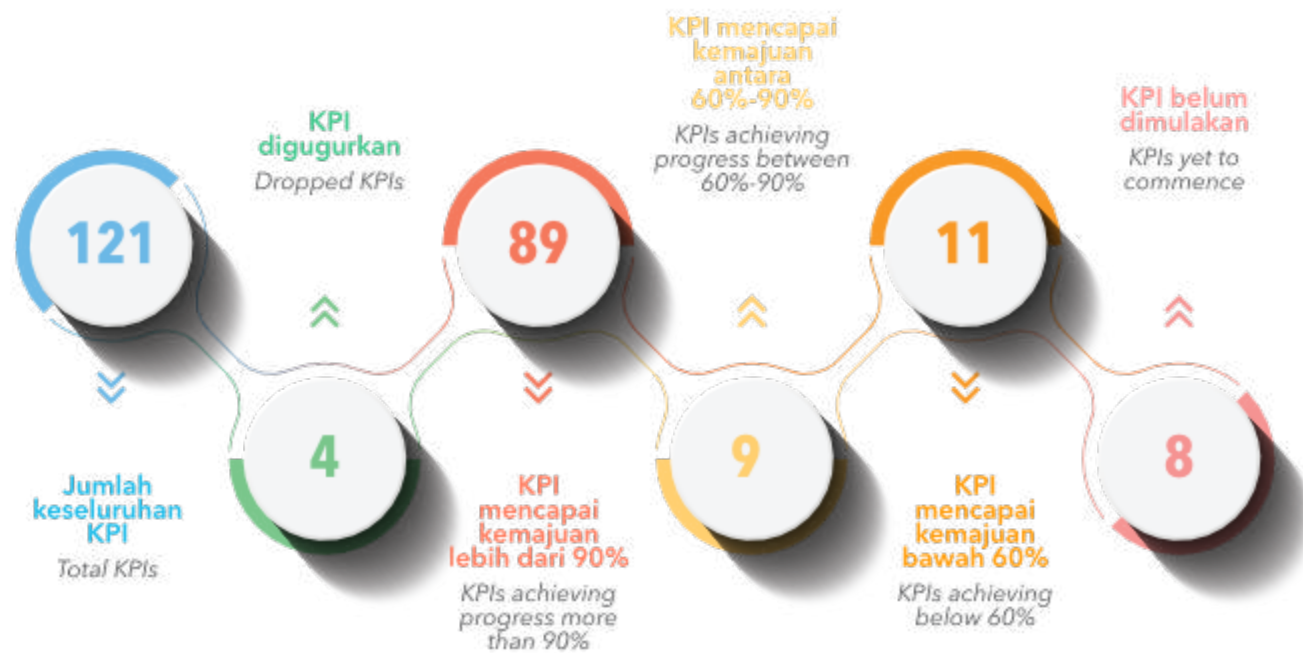 121
Jumlah
keseluruhan
KPI
Total KPIs
KPI
digugurkan
Dropped KPIs
4
89
KPI
mencapai
kemajuan
lebih dari 90%
KPIs achieving
progress more
than 90%
KPI mencapai
kemajuan
antara
60%-90%
KPIs achieving
progress between
60%-90%
9
11
KPI
mencapai
kemajuan
bawah 60%
KPIs achieving
below 60%
KPI belum
dimulakan
KPIs yet to
commence
8